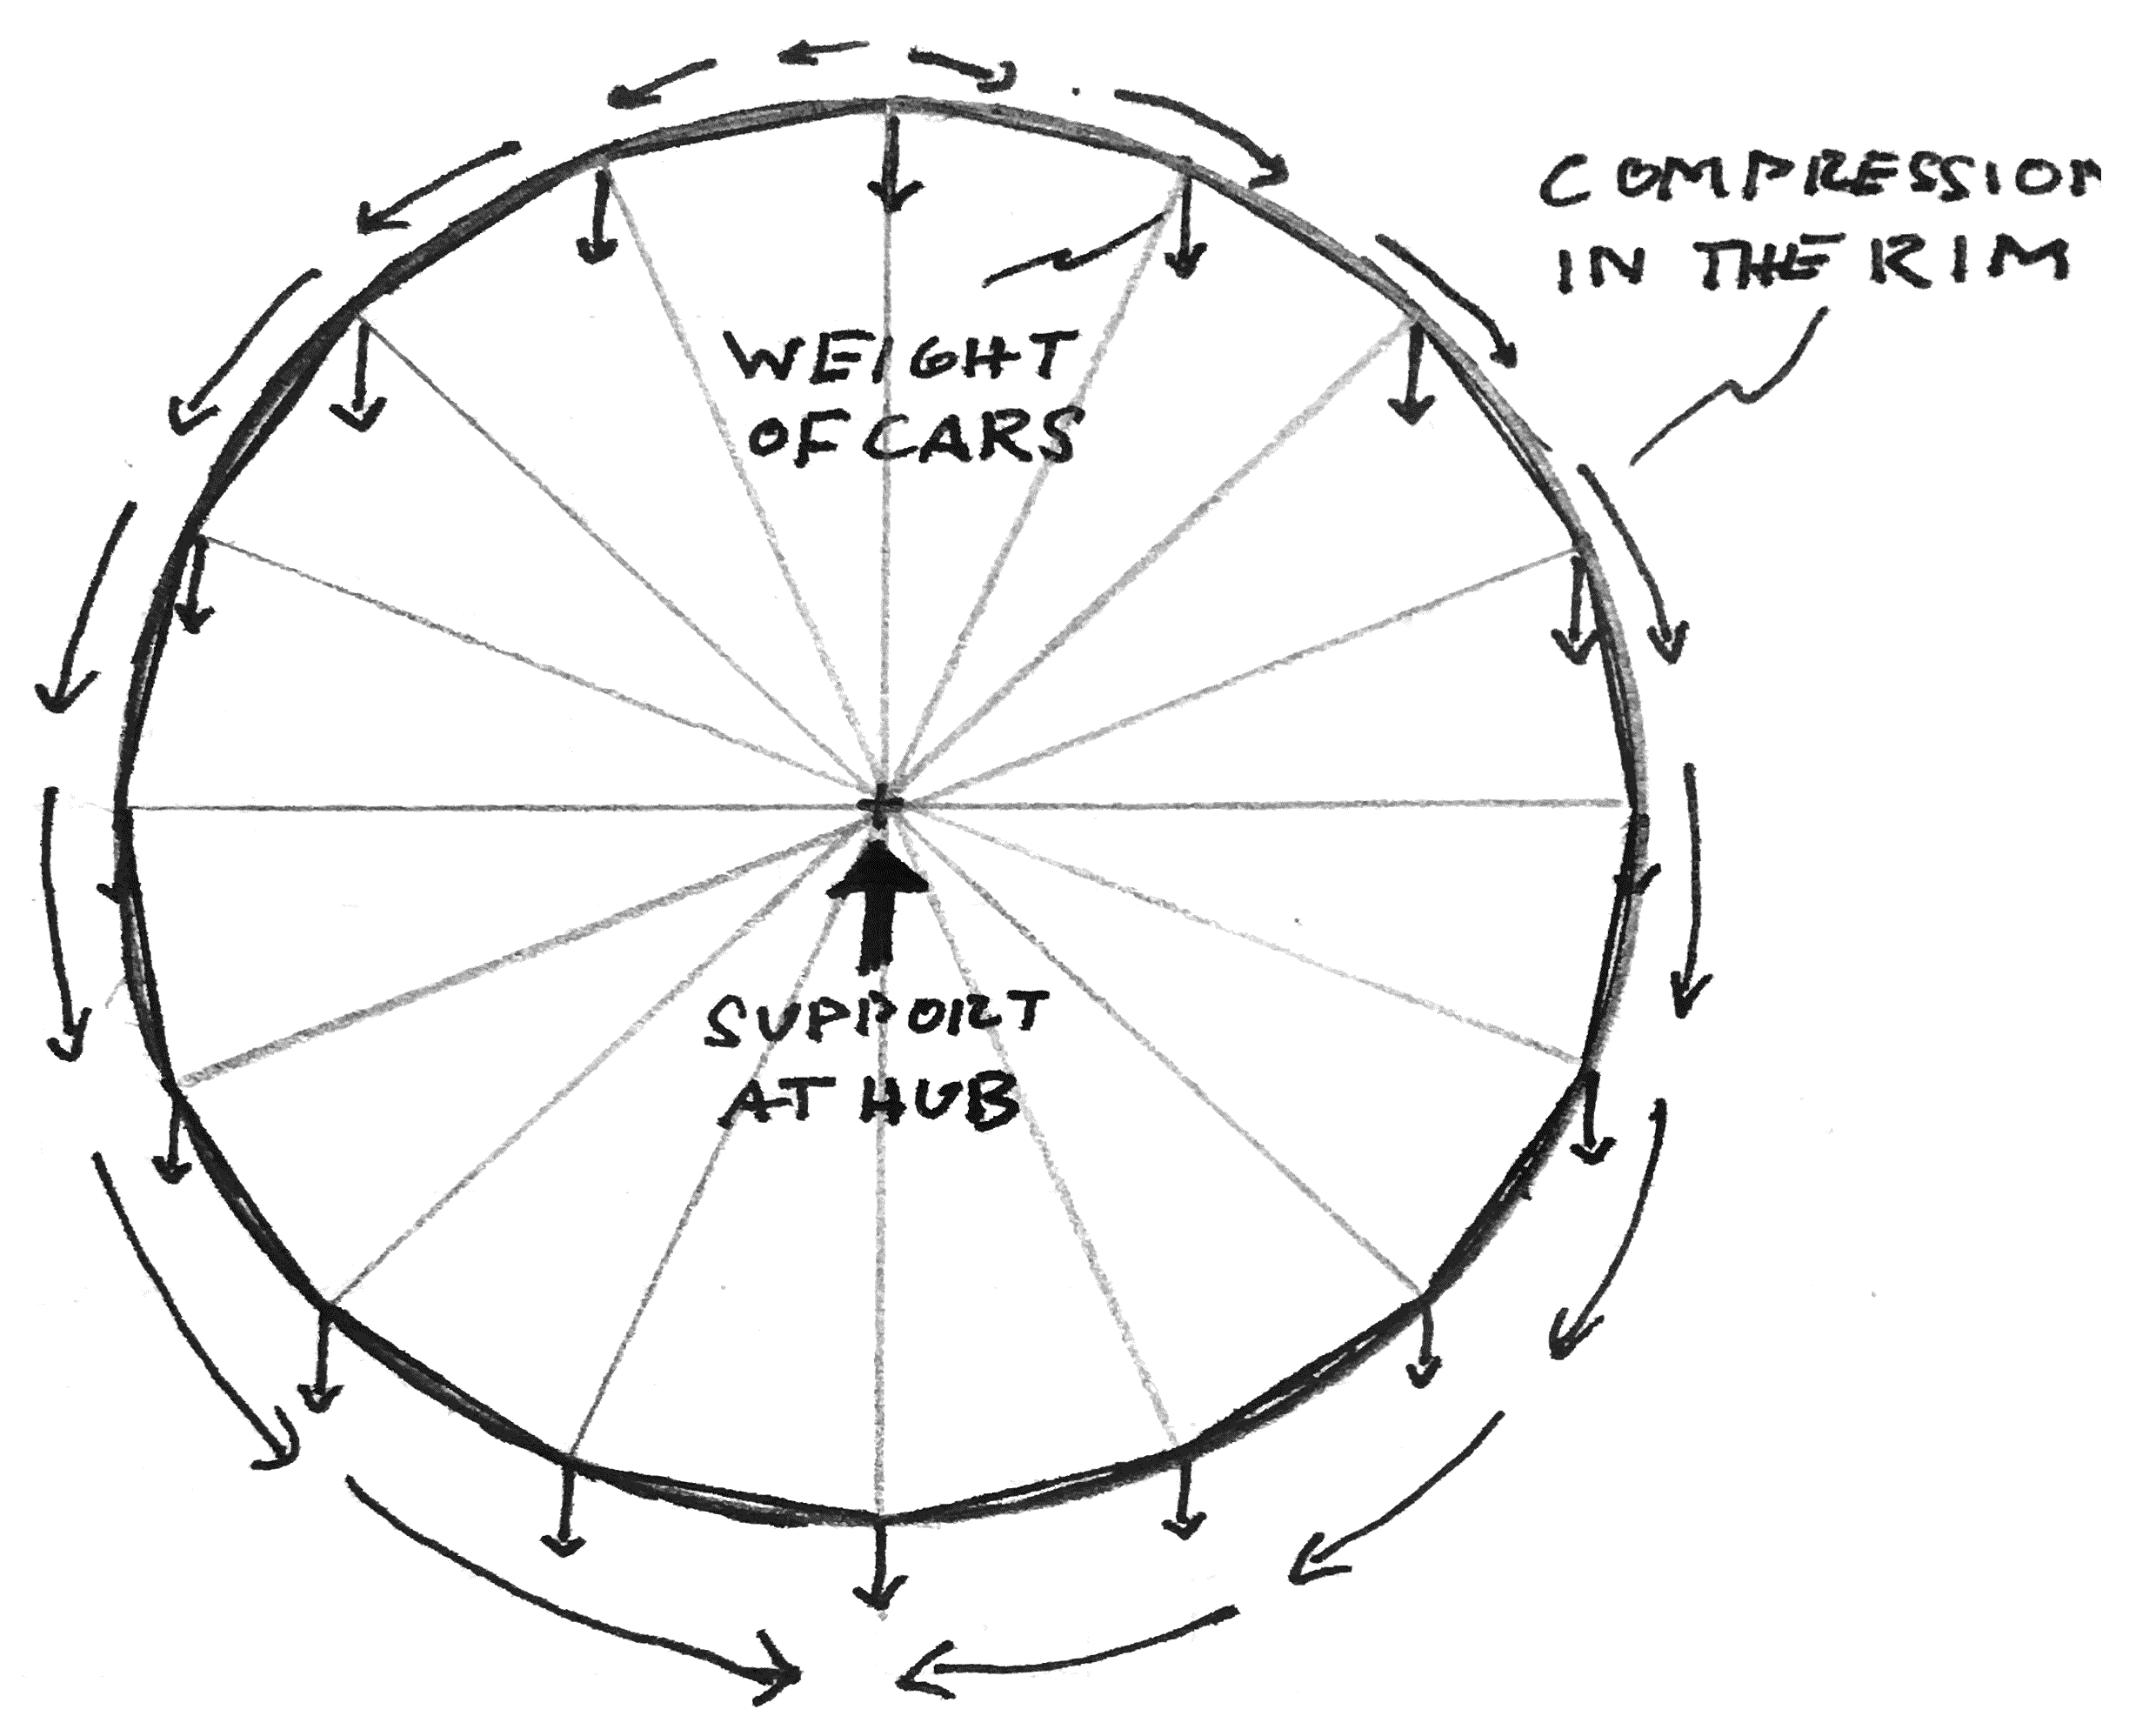 COMPRESSION
IN THE RIM
WEIGHT
OF CARS
SUPPORT
AT HUB